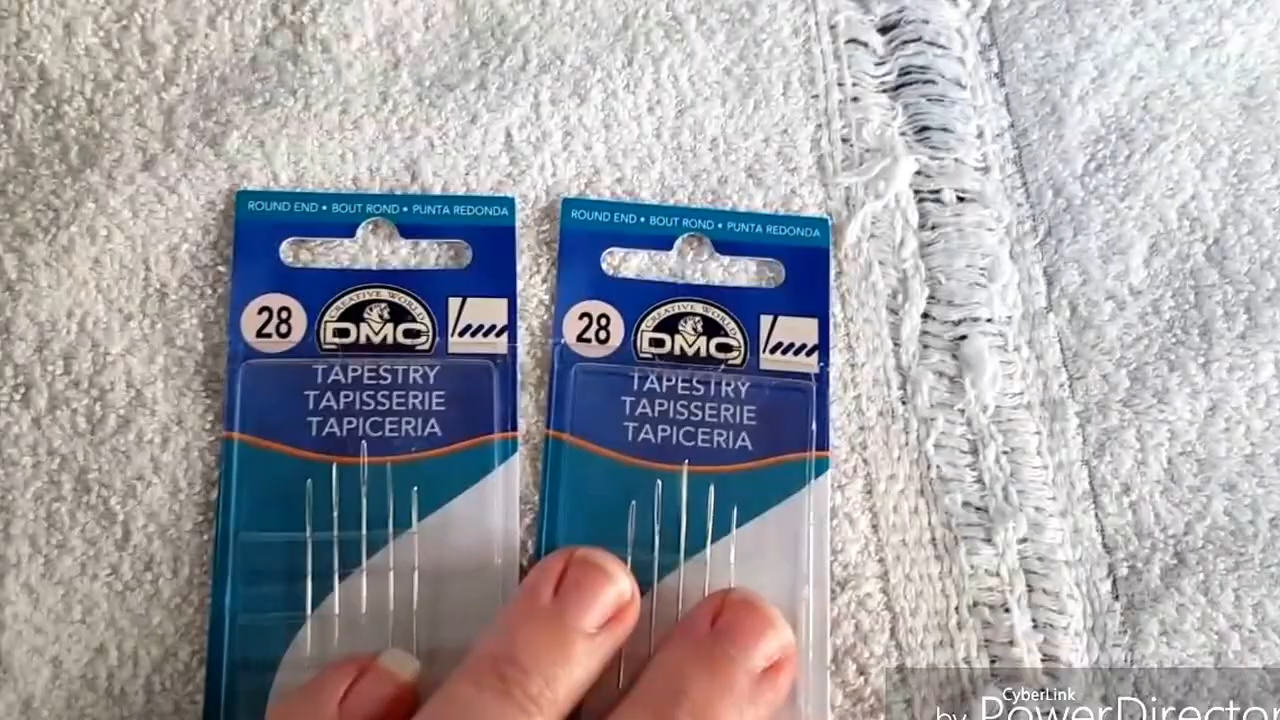 ROUND END • BOUT ROND • PUNTA REDONDA
28
CREATIVE WORLD
DMC
TAPESTRY
TAPISSERIE
TAPICERIA
ROUND END • BOUT ROND • PUNTA REDONDA
28
CREATIVE WORLD
DMC
TAPESTRY
TAPISSERIE
TAPICERIA
CyberLink
by PowerDirector